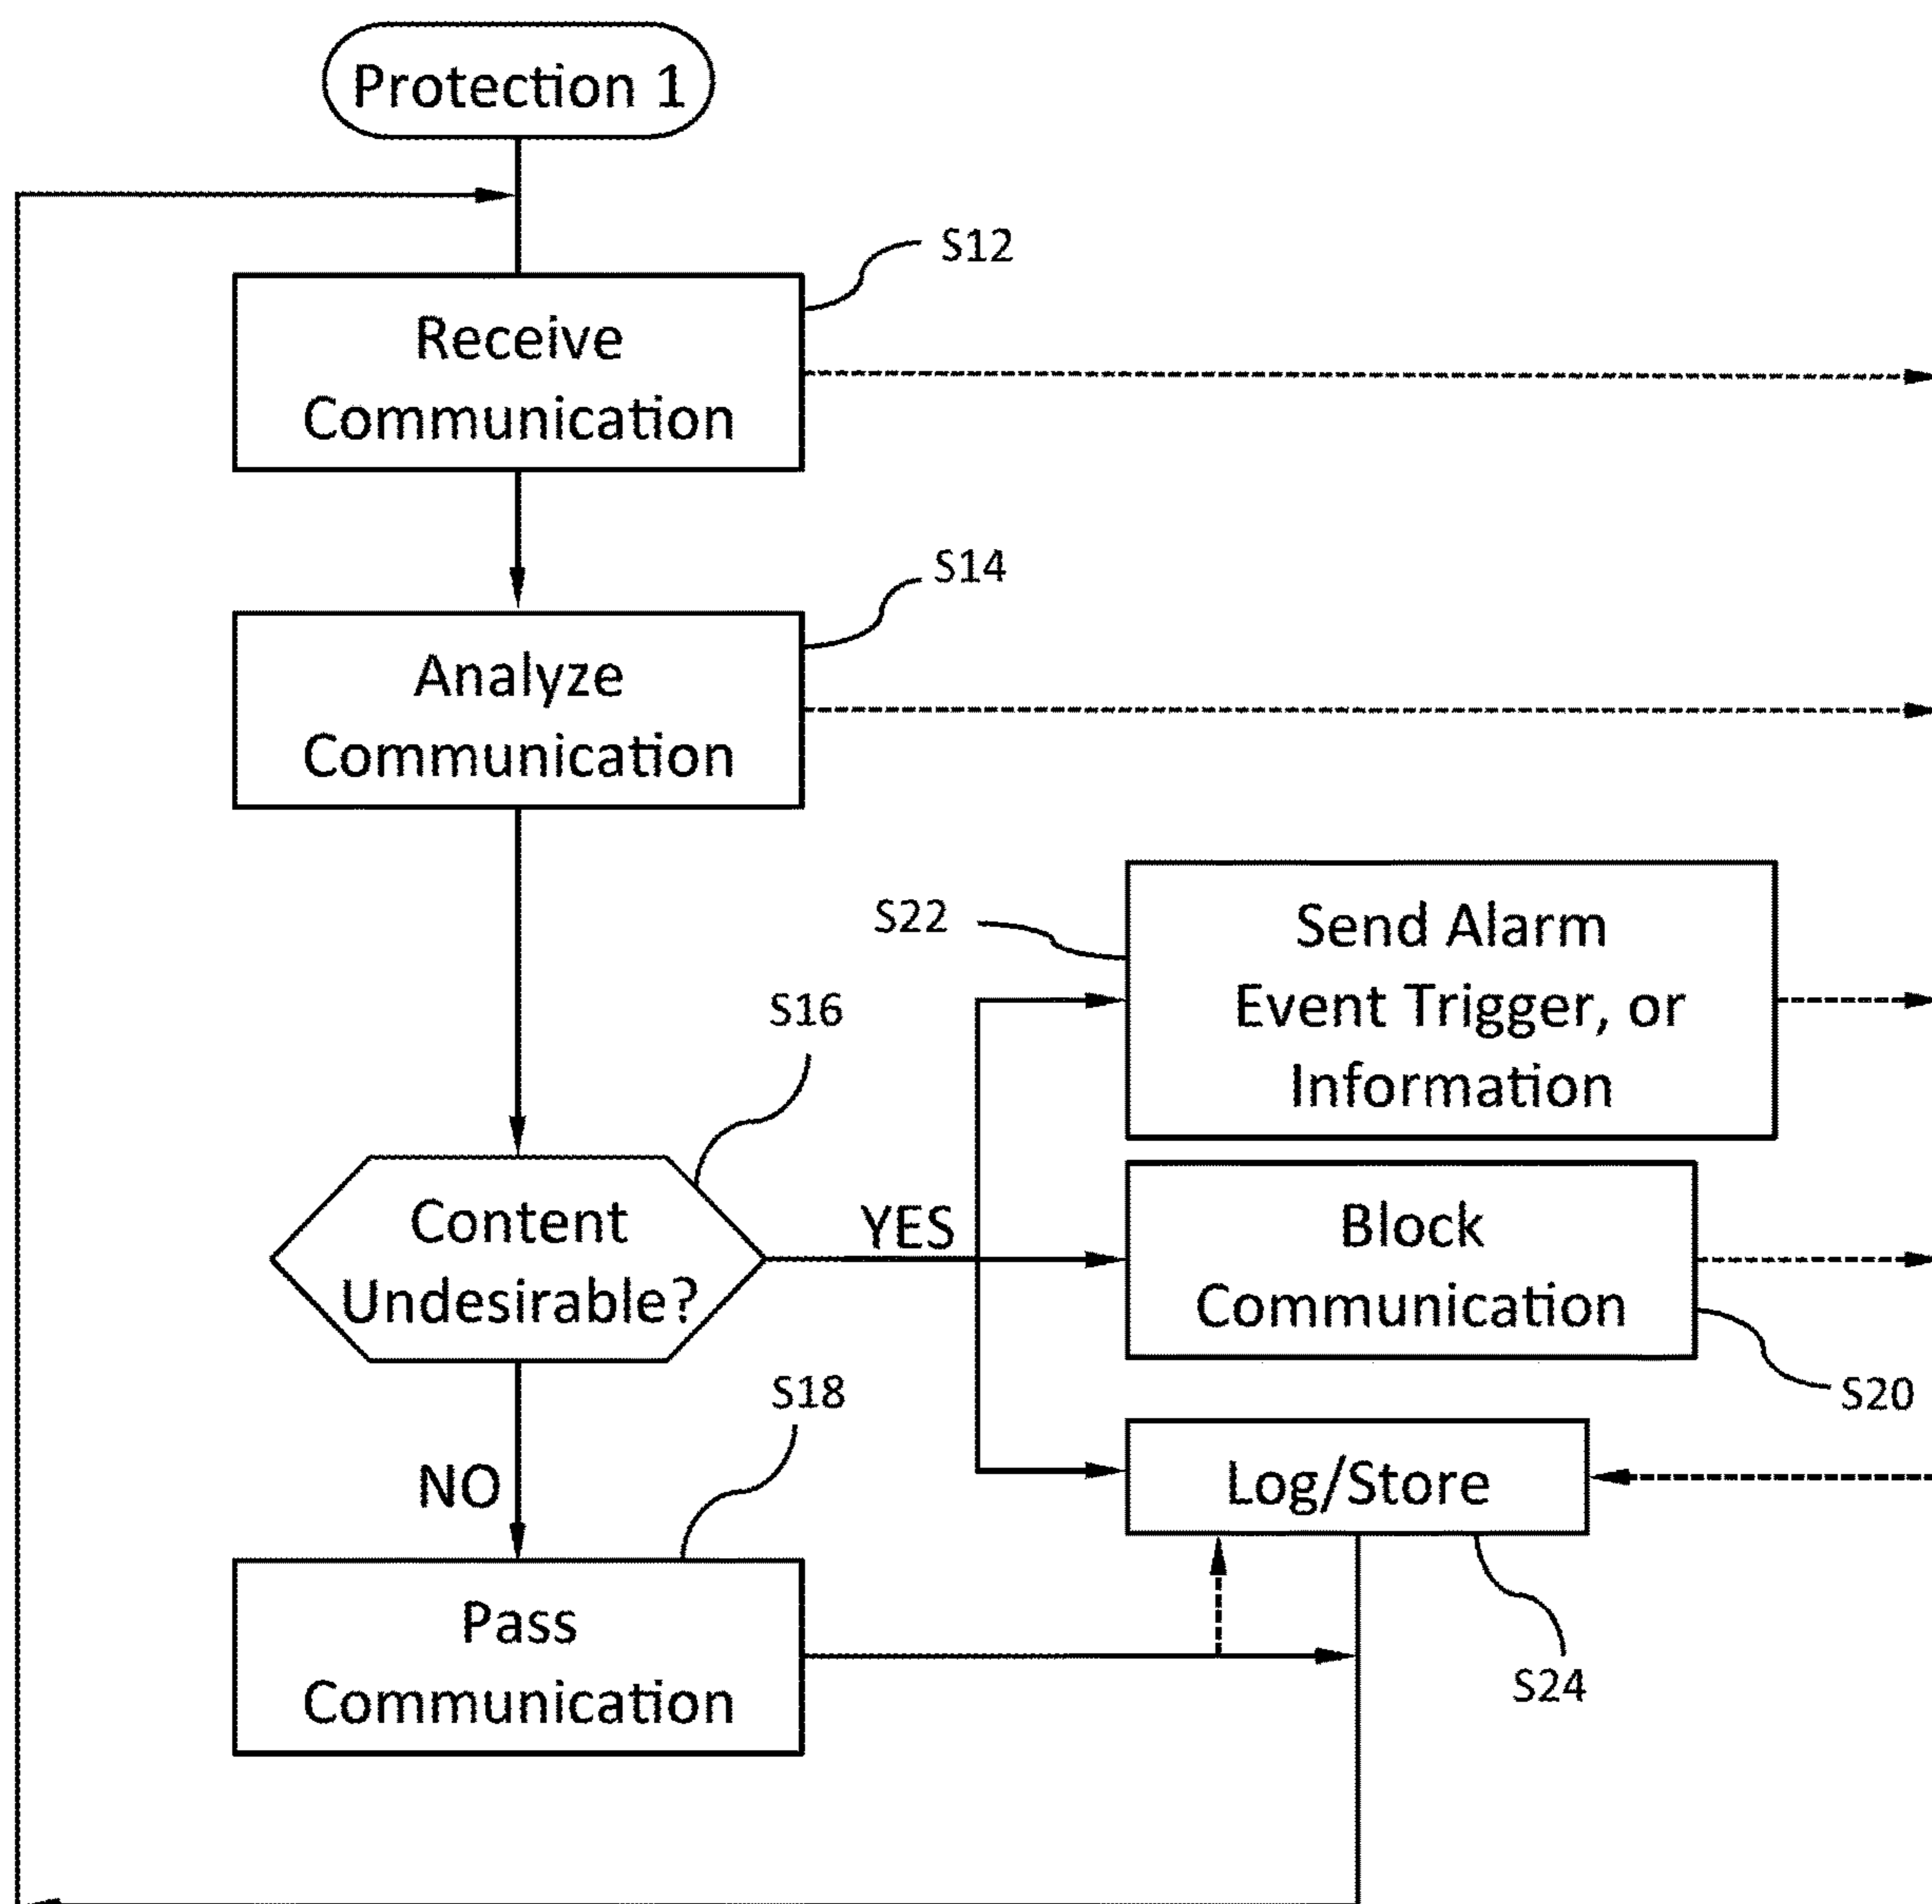 Protection 1
S12
Receive
Communication
S14
Analyze
Communication
S22
Send Alarm
Event Trigger, or
Information
S16
Content
Undesirable?
YES
Block
Communication
S20
S18
NO
Log/Store
Pass
Communication
S24